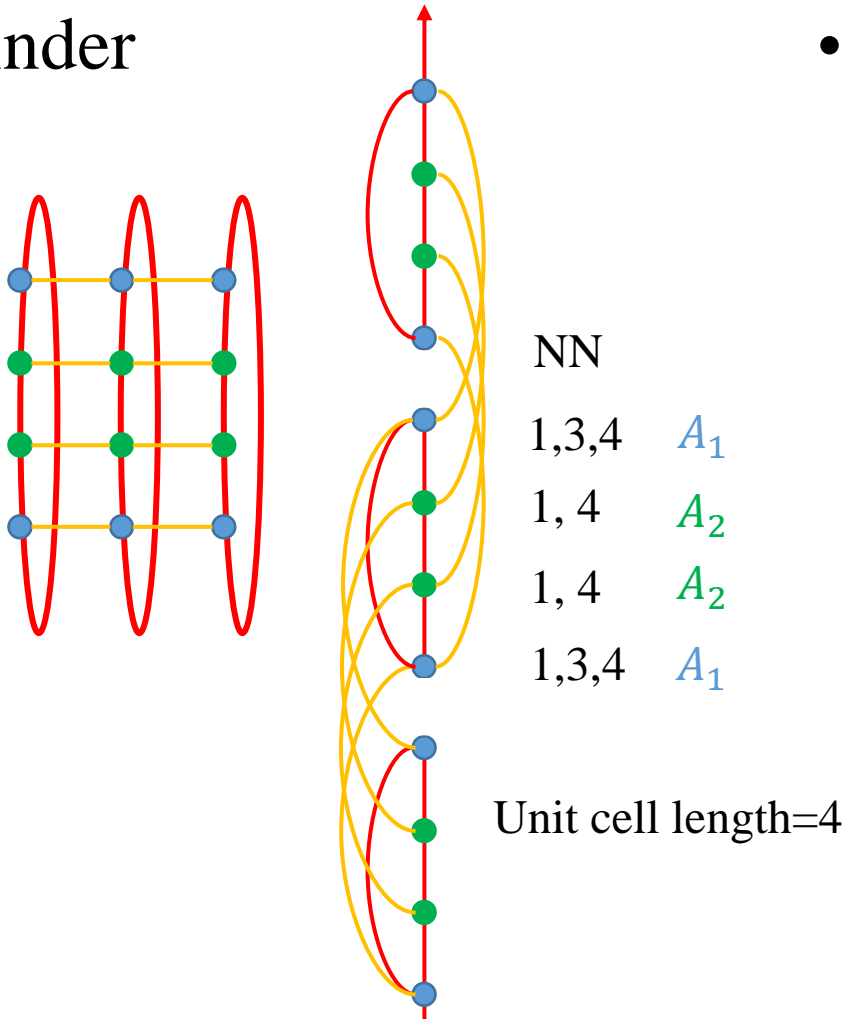 nder •
NN
1,3,4 A₁
1, 4 A₂
1, 4 A₂
1,3,4 A₁
Unit cell length=4